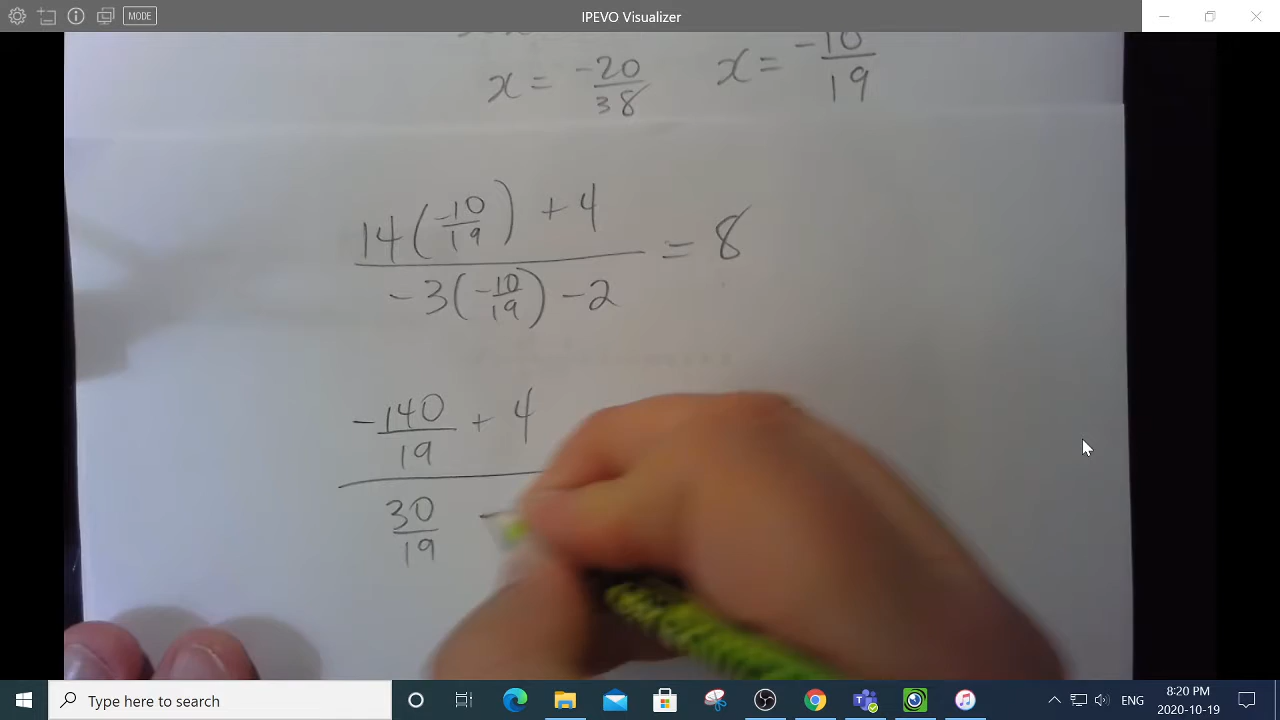 IPEVO Visualizer
MODE
x = -20/38 x = -10/19
14(-10/19) + 4
-3(-10/19) - 2 = 8
-140/19 + 4
30/19 -
Type here to search
ENG
8:20 PM
2020-10-19